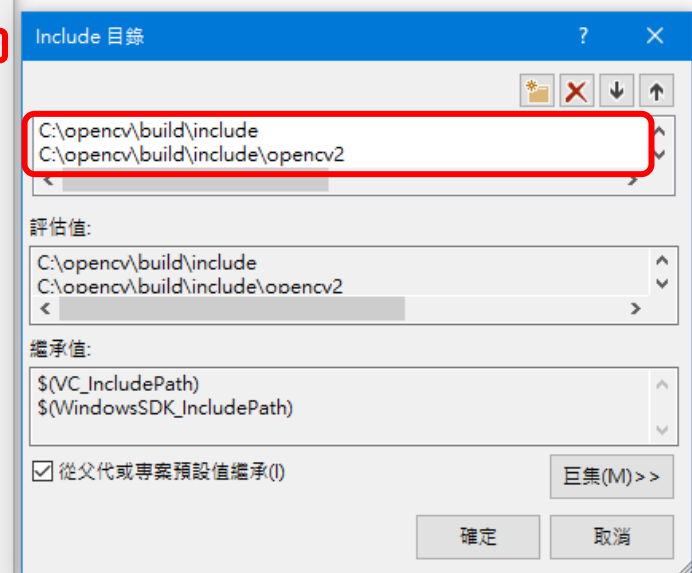 Include 目錄
C:\opencv\build\include
C:\opencv\build\include\opencv2
評估值:
C:\opencv\build\include
C:\opencv\build\include\opencv2
繼承值:
$(VC_IncludePath)
$(WindowsSDK_IncludePath)
從父代或專案預設值繼承(I)
巨集(M)>>
確定 取消